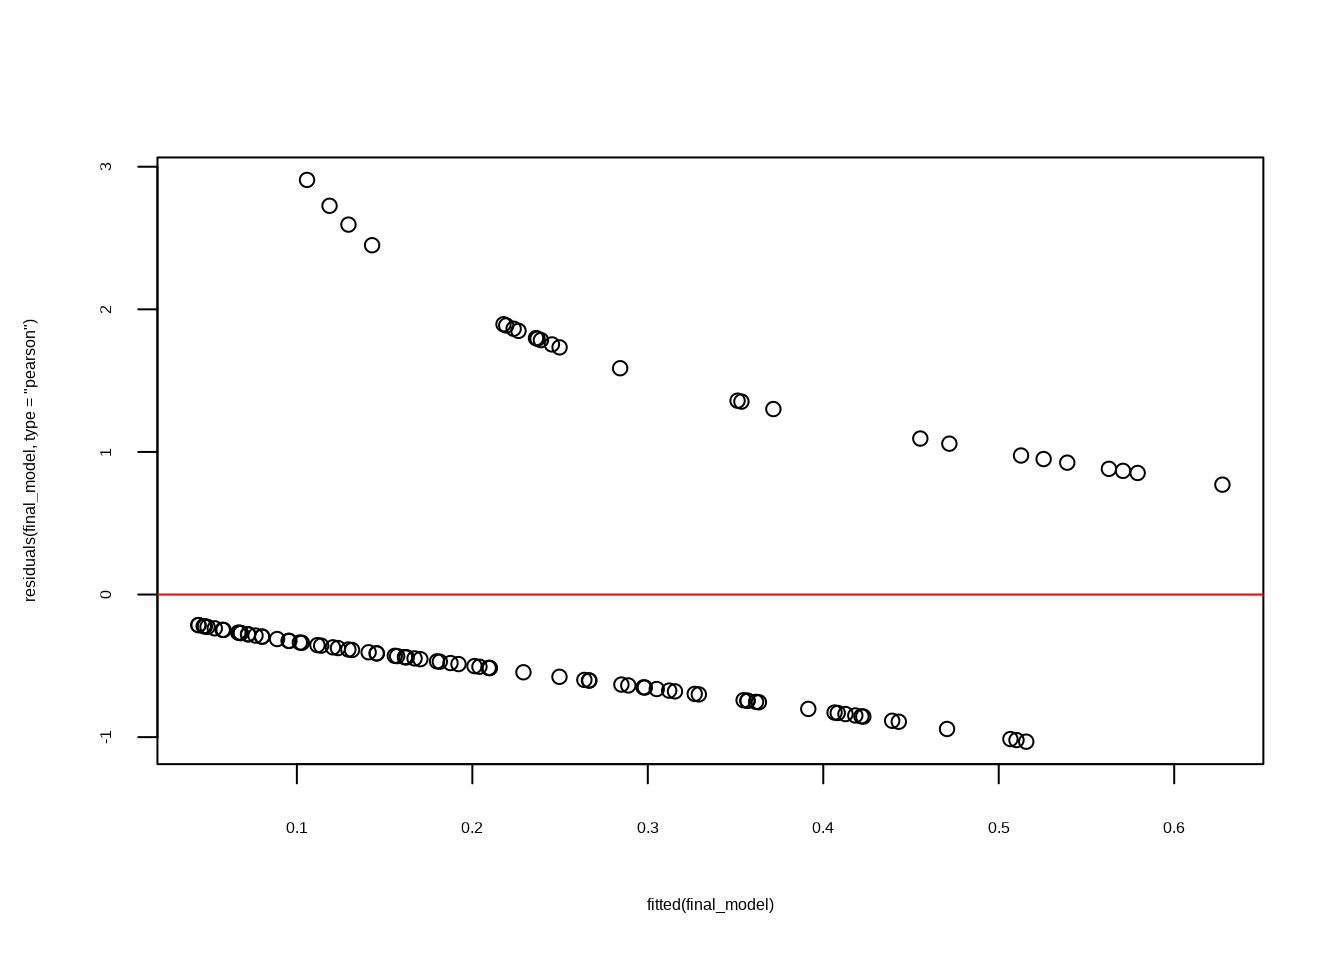 residuals(final_model, type = "pearson")
3
2
1
0
-1
0.1 0.2 0.3 0.4 0.5 0.6
fitted(final_model)